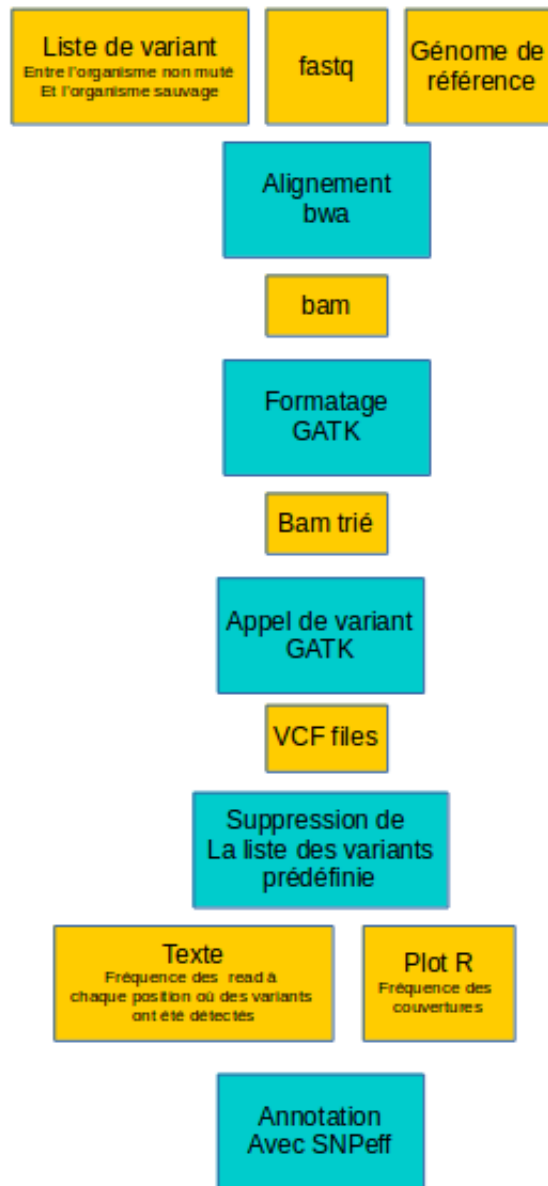 Liste de variant
Entre l'organisme non muté
Et l'organisme sauvage
fastq
Génome de
référence
Alignement
bwa
bam
Formatage
GATK
Bam trié
Appel de variant
GATK
VCF files
Suppression de
La liste des variants
prédéfinie
Texte
Fréquence des read à
chaque position où des variants
ont été détectés
Plot R
Fréquence des
couvertures
Annotation
Avec SNPeff